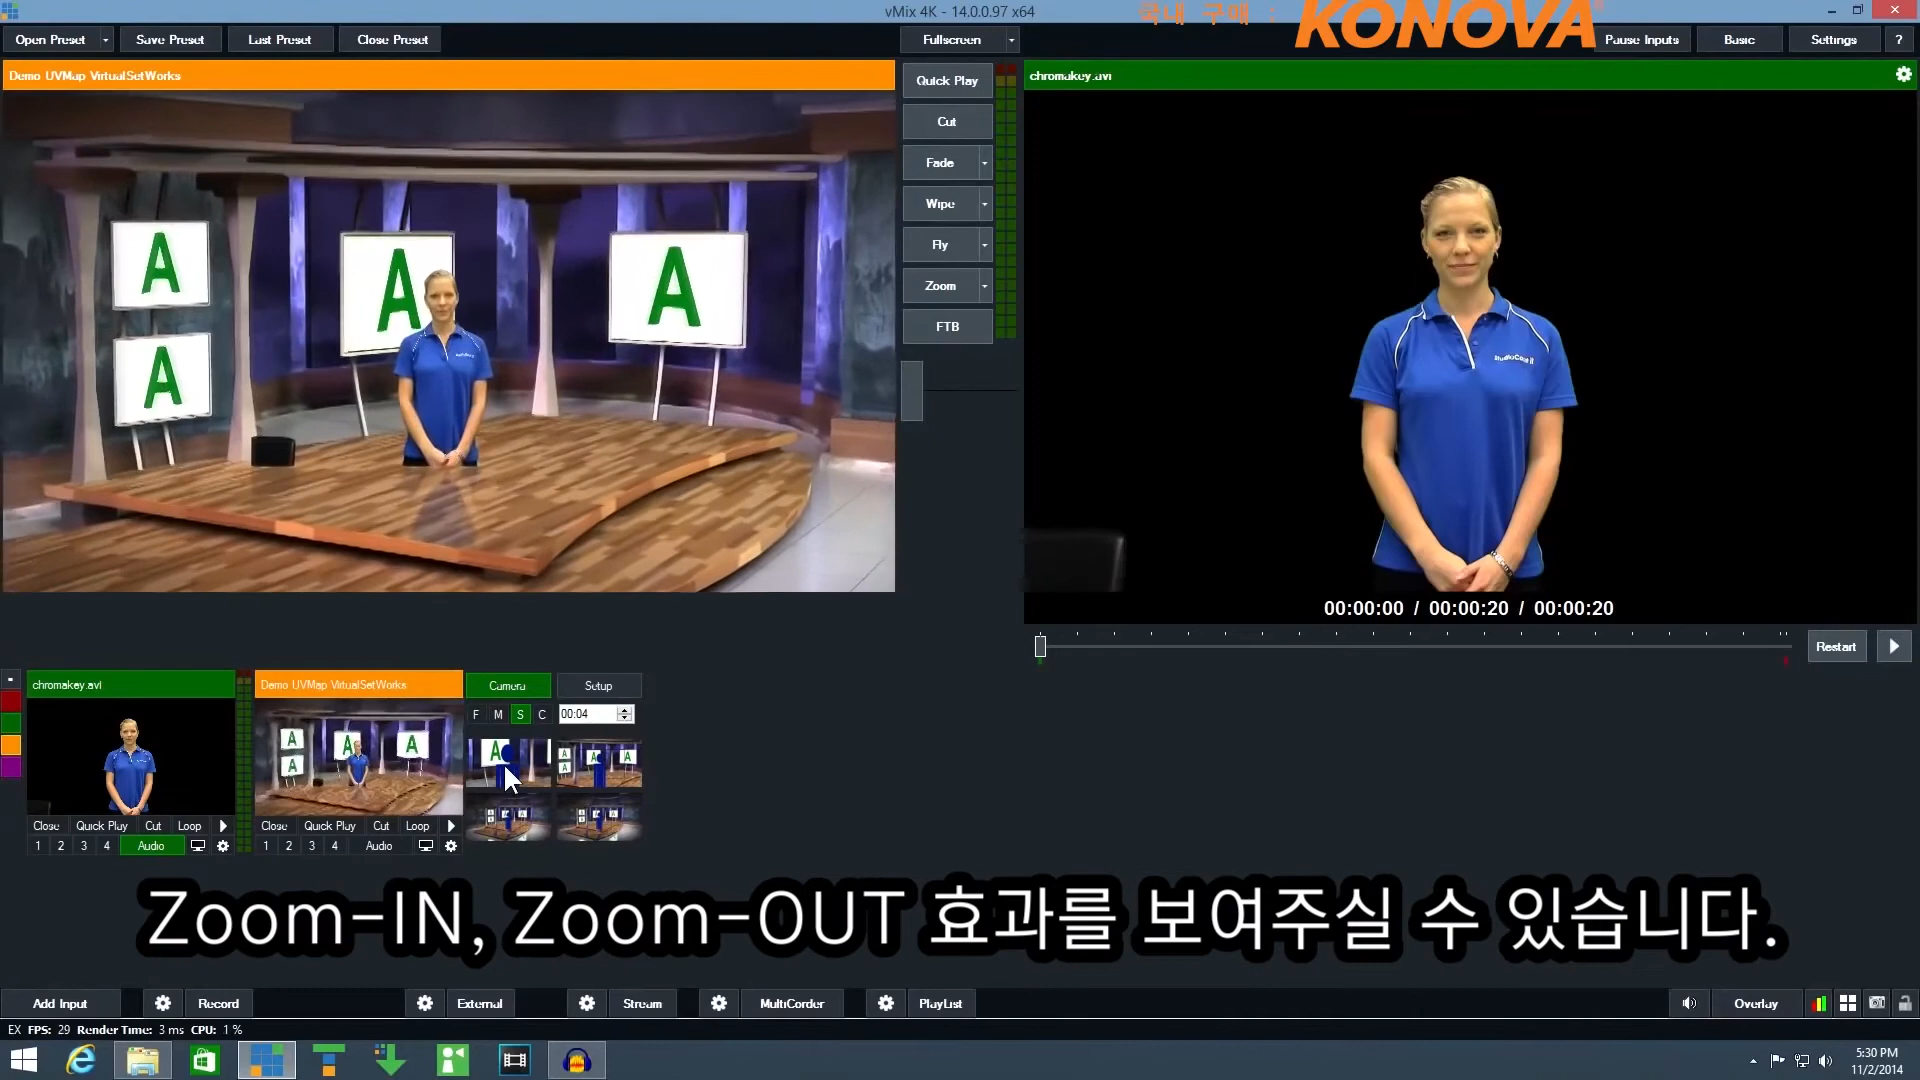 vMix 4K - 14.0.0.97 x64
국내 구매 :
KONOVA
Open Preset
Save Preset
Last Preset
Close Preset
Fullscreen
Pause Inputs
Basic
Settings
?
Demo UVMap VirtualSetWorks
chromakey.avi
Quick Play
Cut
Fade
Wipe
Fly
Zoom
FTB
A
A
A
A
00:00:00 / 00:00:20 / 00:00:20
Restart
chromakey.avi
Demo UVMap VirtualSetWorks
Camera
Setup
F M S C
00:04
Close Quick Play Cut Loop
Close Quick Play Cut Loop
1 2 3 4 Audio
1 2 3 4 Audio
Zoom-IN, Zoom-OUT 효과를 보여주실 수 있습니다.
Add Input
Record
External
Stream
MultiCorder
PlayList
Overlay
EX FPS: 29 Render Time: 3 ms CPU: 1 %
5:30 PM
11/2/2014